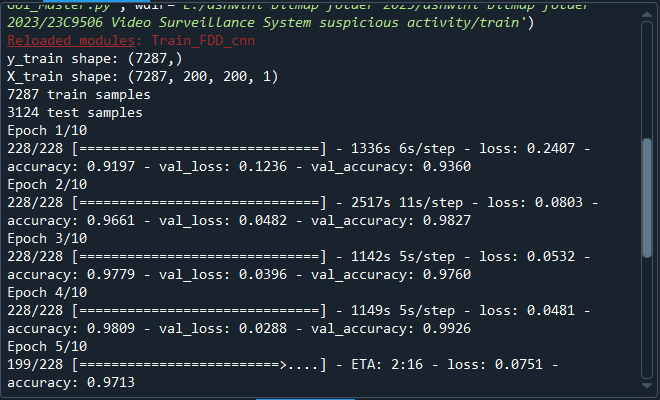 2023/23C9506 Video Surveillance System suspicious activity/train')
Reloaded modules: Train_FDD_cnn
y_train shape: (7287,)
X_train shape: (7287, 200, 200, 1)
7287 train samples
3124 test samples
Epoch 1/10
228/228 [==============================] - 1336s 6s/step - loss: 0.2407 -
accuracy: 0.9197 - val_loss: 0.1236 - val_accuracy: 0.9360
Epoch 2/10
228/228 [==============================] - 2517s 11s/step - loss: 0.0803 -
accuracy: 0.9661 - val_loss: 0.0482 - val_accuracy: 0.9827
Epoch 3/10
228/228 [==============================] - 1142s 5s/step - loss: 0.0532 -
accuracy: 0.9779 - val_loss: 0.0396 - val_accuracy: 0.9760
Epoch 4/10
228/228 [==============================] - 1149s 5s/step - loss: 0.0481 -
accuracy: 0.9809 - val_loss: 0.0288 - val_accuracy: 0.9926
Epoch 5/10
199/228 [=========================>....] - ETA: 2:16 - loss: 0.0751 -
accuracy: 0.9713